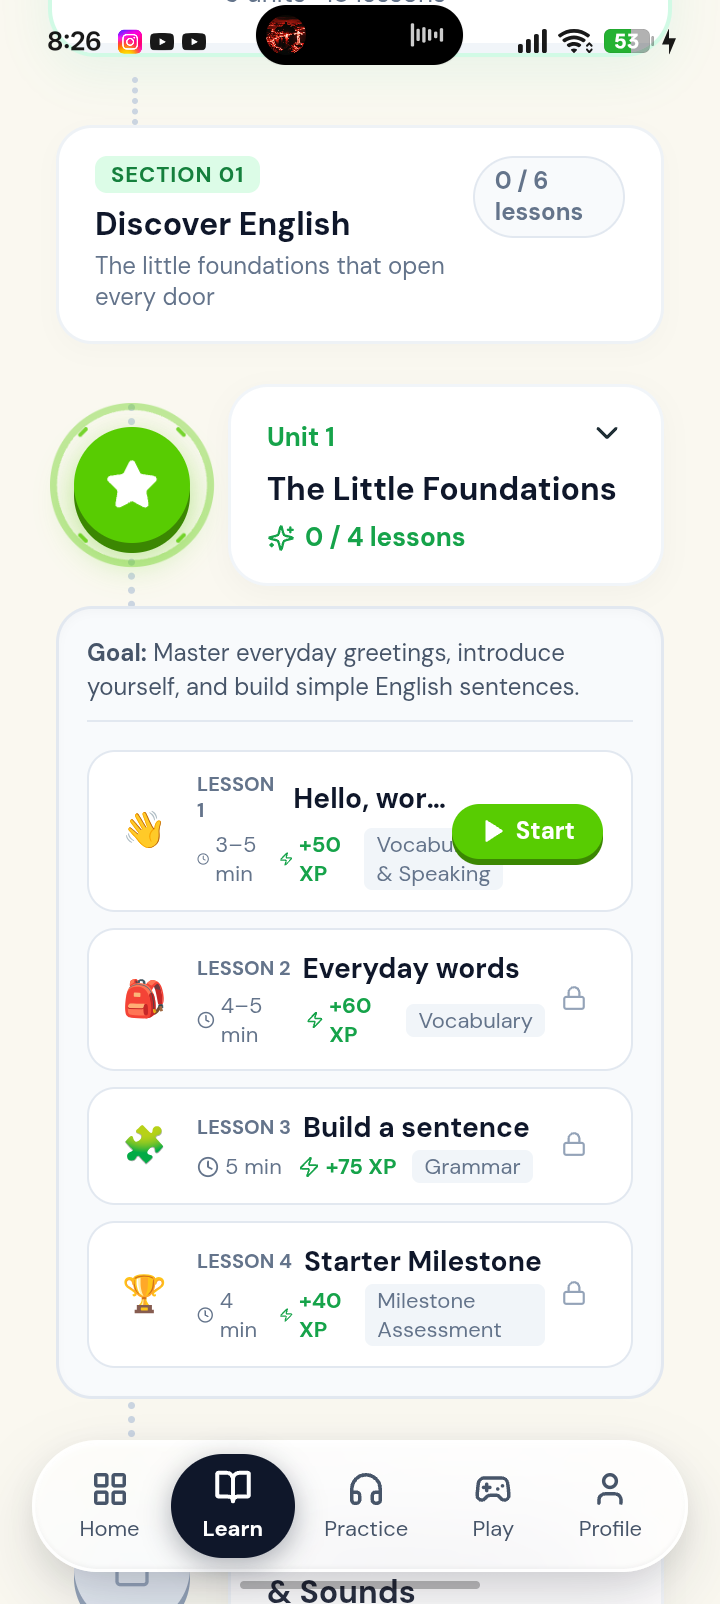 8:26
53
SECTION 01
0 / 6
lessons
Discover English
The little foundations that open
every door
Unit 1
The Little Foundations
0 / 4 lessons
Goal: Master everyday greetings, introduce
yourself, and build simple English sentences.
LESSON
1
Hello, wor...
3–5
min
+50
XP
& Speaking
Start
LESSON 2
Everyday words
4–5
min
+60
XP
Vocabulary
LESSON 3
Build a sentence
5 min
+75 XP
Grammar
LESSON 4
Starter Milestone
4
min
+40
XP
Milestone
Assessment
Home
Learn
Practice
Play
Profile
& Sounds